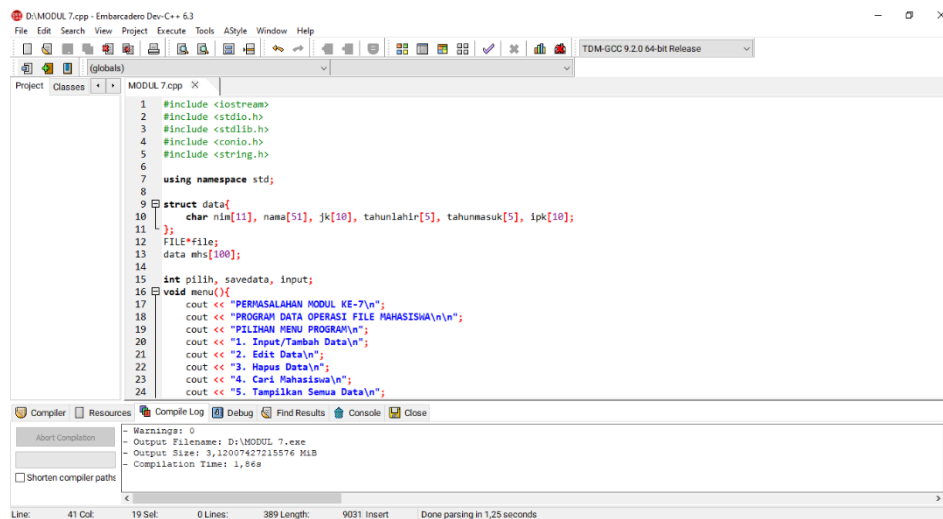 D:\MODUL 7.cpp - Embarcadero Dev-C++ 6.3
File Edit Search View Project Execute Tools AStyle Window Help
TDM-GCC 9.2.0 64-bit Release
(globals)
Project Classes MODUL 7.cpp
1 #include <iostream>
2 #include <stdio.h>
3 #include <stdlib.h>
4 #include <conio.h>
5 #include <string.h>
6
7 using namespace std;
8
9 struct data{
10 char nim[11], nama[51], jk[10], tahunlahir[5], tahunmasuk[5], ipk[10];
11 };
12 FILE*file;
13 data mhs[100];
14
15 int pilih, savedata, input;
16 void menu(){
17 cout << "PERMASALAHAN MODUL KE-7\n";
18 cout << "PROGRAM DATA OPERASI FILE MAHASISWA\n\n";
19 cout << "PILIHAN MENU PROGRAM\n";
20 cout << "1. Input/Tambah Data\n";
21 cout << "2. Edit Data\n";
22 cout << "3. Hapus Data\n";
23 cout << "4. Cari Mahasiswa\n";
24 cout << "5. Tampilkan Semua Data\n";
Compiler Resources Compile Log Debug Find Results Console Close
Abort Compilation
Shorten compiler paths
- Warnings: 0
- Output Filename: D:\MODUL 7.exe
- Output Size: 3,12007427215576 MiB
- Compilation Time: 1,86s
Line: 41 Col: 19 Sel: 0 Lines: 389 Length: 9031 Insert Done parsing in 1,25 seconds